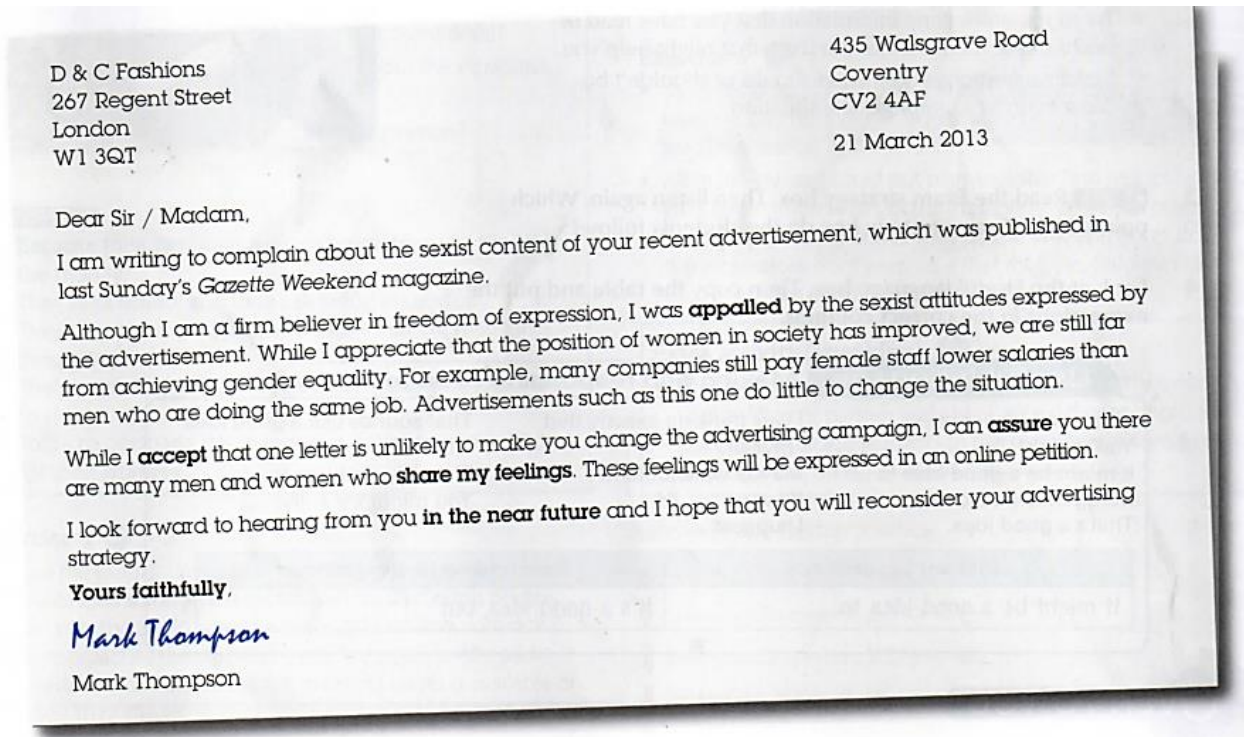 D & C Fashions
267 Regent Street
London
W1 3QT
435 Walsgrave Road
Coventry
CV2 4AF
21 March 2013
Dear Sir / Madam,
I am writing to complain about the sexist content of your recent advertisement, which was published in
last Sunday's Gazette Weekend magazine.
Although I am a firm believer in freedom of expression, I was appalled by the sexist attitudes expressed by
the advertisement. While I appreciate that the position of women in society has improved, we are still far
from achieving gender equality. For example, many companies still pay female staff lower salaries than
men who are doing the same job. Advertisements such as this one do little to change the situation.
While I accept that one letter is unlikely to make you change the advertising campaign, I can assure you there
are many men and women who share my feelings. These feelings will be expressed in an online petition.
I look forward to hearing from you in the near future and I hope that you will reconsider your advertising
strategy.
Yours faithfully,
Mark Thompson
Mark Thompson